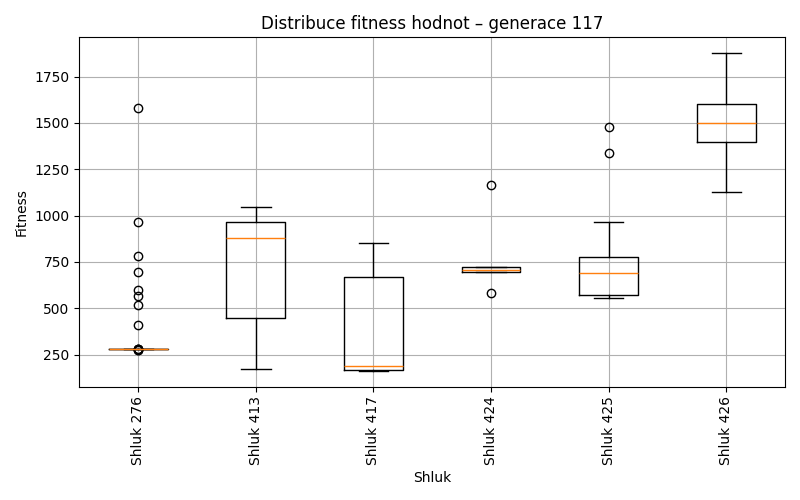 Distribuce fitness hodnot – generace 117
Fitness
1750
1500
1250
1000
750
500
250
Shluk 276
Shluk 413
Shluk 417
Shluk 424
Shluk 425
Shluk 426
Shluk